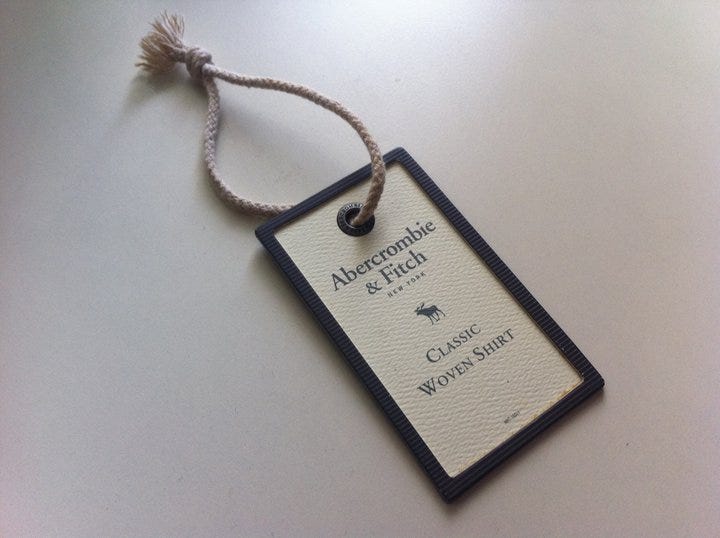 Abercrombie
& Fitch
NEW YORK
CLASSIC
WOVEN SHIRT